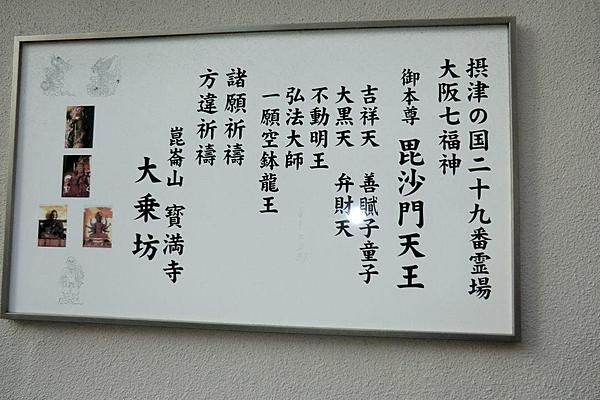 摂津の国二十九番霊場
大阪七福神
御本尊 毘沙門天王
吉祥天 善膩子童子
大黒天 弁財天
不動明王
弘法大師
一願空鉢龍王
諸願祈禱
方違祈禱
崑崙山 寳満寺
大乗坊